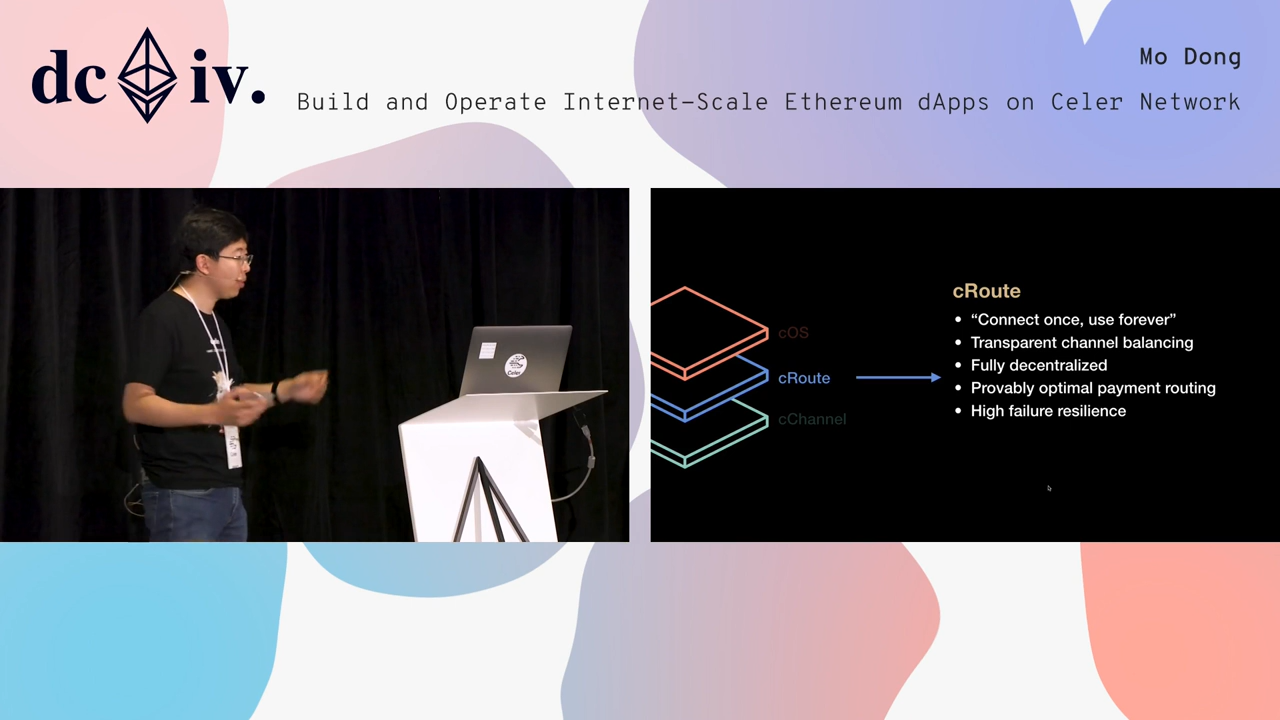 dc iv.
Mo Dong
Build and Operate Internet-Scale Ethereum dApps on Celer Network
Celer
cOS
cRoute
cChannel
cRoute
• “Connect once, use forever”
• Transparent channel balancing
• Fully decentralized
• Provably optimal payment routing
• High failure resilience